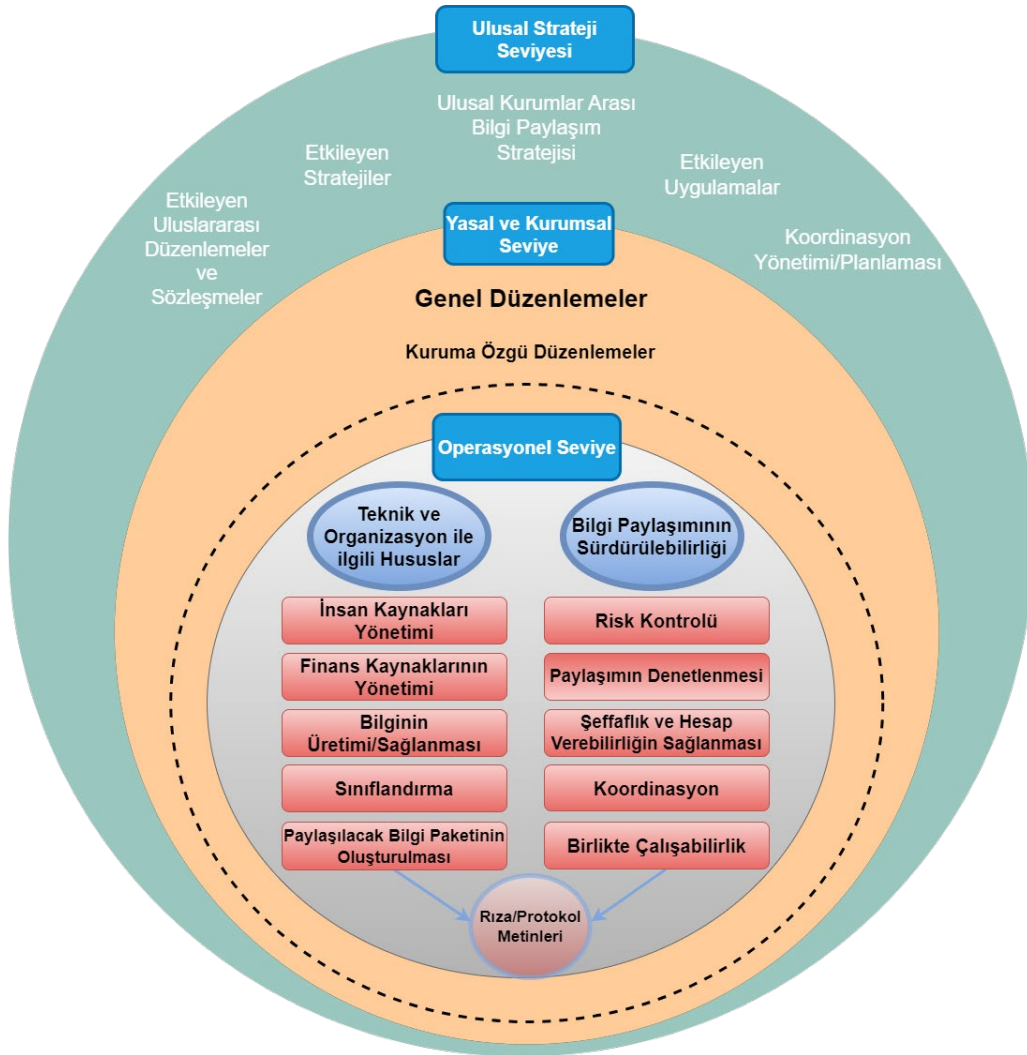 Ulusal Strateji
Seviyesi
Ulusal Kurumlar Arası
Bilgi Paylaşım
Stratejisi
Etkileyen
Stratejiler
Etkileyen
Uygulamalar
Etkileyen
Uluslararası
Düzenlemeler
ve
Sözleşmeler
Koordinasyon
Yönetimi/Planlaması
Yasal ve Kurumsal
Seviye
Genel Düzenlemeler
Kuruma Özgü Düzenlemeler
Operasyonel Seviye
Teknik ve
Organizasyon ile
ilgili Hususlar
İnsan Kaynakları
Yönetimi
Finans Kaynaklarının
Yönetimi
Bilginin
Üretimi/Sağlanması
Sınıflandırma
Paylaşılacak Bilgi Paketinin
Oluşturulması
Bilgi Paylaşımının
Sürdürülebilirliği
Risk Kontrolü
Paylaşımın Denetlenmesi
Şeffaflık ve Hesap
Verebilirliğin Sağlanması
Koordinasyon
Birlikte Çalışabilirlik
Rıza/Protokol
Metinleri